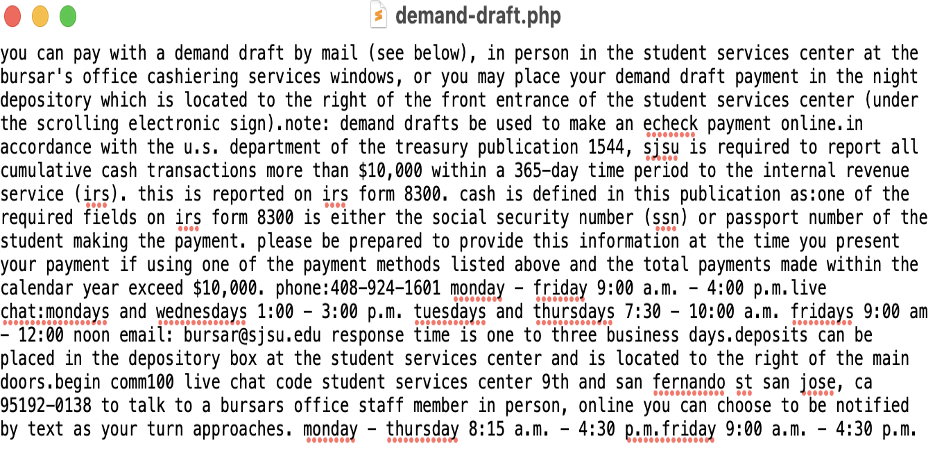 demand-draft.php
you can pay with a demand draft by mail (see below), in person in the student services center at the
bursar's office cashiering services windows, or you may place your demand draft payment in the night
depository which is located to the right of the front entrance of the student services center (under
the scrolling electronic sign).note: demand drafts be used to make an echeck payment online.in
accordance with the u.s. department of the treasury publication 1544, sjsu is required to report all
cumulative cash transactions more than $10,000 within a 365-day time period to the internal revenue
service (irs). this is reported on irs form 8300. cash is defined in this publication as:one of the
required fields on irs form 8300 is either the social security number (ssn) or passport number of the
student making the payment. please be prepared to provide this information at the time you present
your payment if using one of the payment methods listed above and the total payments made within the
calendar year exceed $10,000. phone:408-924-1601 monday – friday 9:00 a.m. – 4:00 p.m.live
chat:mondays and wednesdays 1:00 – 3:00 p.m. tuesdays and thursdays 7:30 – 10:00 a.m. fridays 9:00 am
– 12:00 noon email: bursar@sjsu.edu response time is one to three business days.deposits can be
placed in the depository box at the student services center and is located to the right of the main
doors.begin comm100 live chat code student services center 9th and san fernando st san jose, ca
95192-0138 to talk to a bursars office staff member in person, online you can choose to be notified
by text as your turn approaches. monday – thursday 8:15 a.m. – 4:30 p.m.friday 9:00 a.m. – 4:30 p.m.